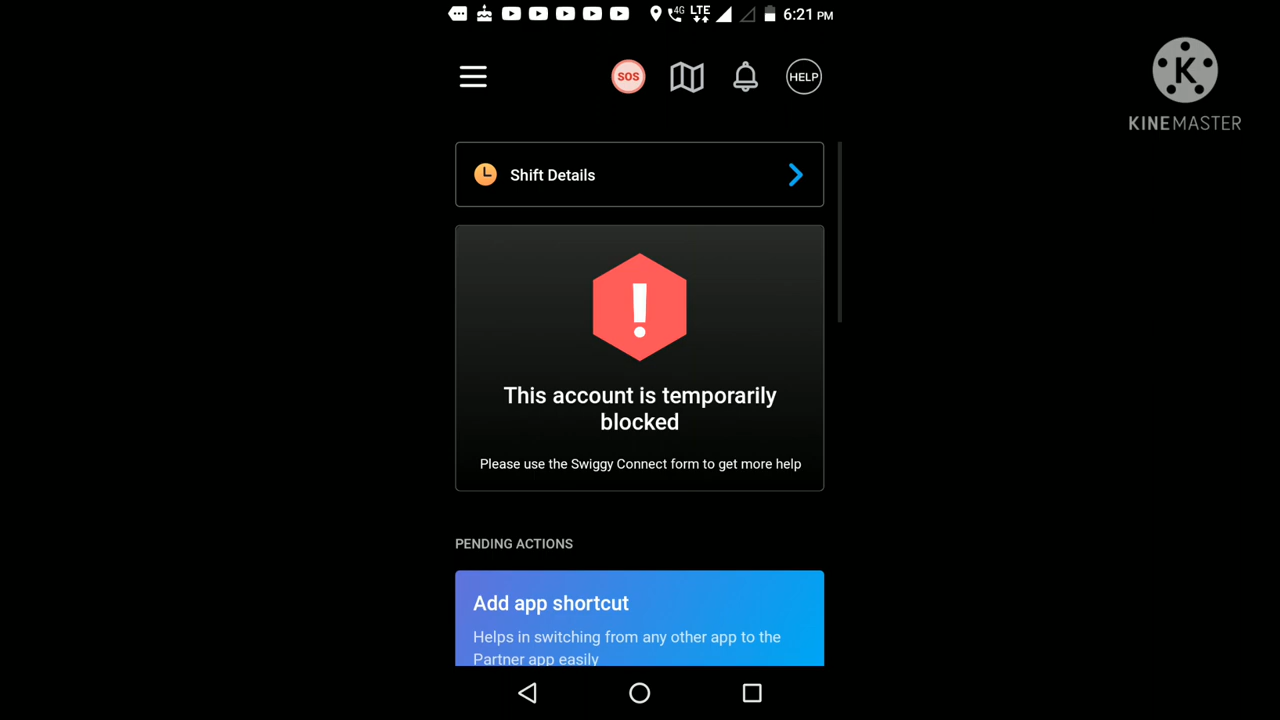 4G LTE 6:21 PM
SOS
HELP
KINEMASTER
Shift Details
This account is temporarily
blocked
Please use the Swiggy Connect form to get more help
PENDING ACTIONS
Add app shortcut
Helps in switching from any other app to the
Partner app easily